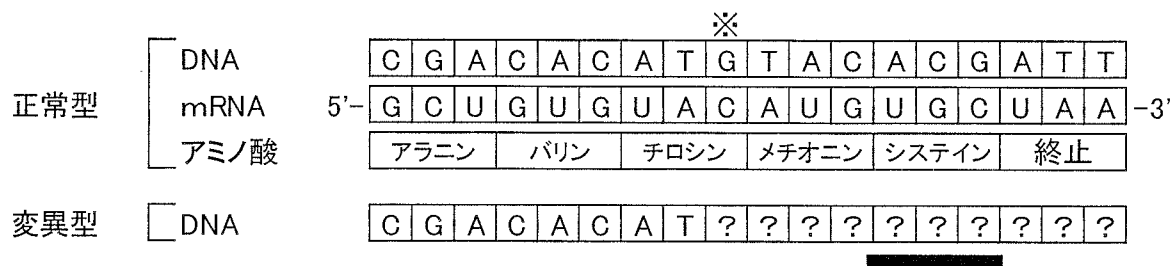 ※
DNA C G A C A C A T G T A C A C G A T T
正常型 mRNA 5'- G C U G U G U A C A U G U G C U A A -3'
アミノ酸 アラニン バリン チロシン メチオニン システイン 終止
変異型 DNA C G A C A C A T ? ? ? ? ? ? ? ? ? ?